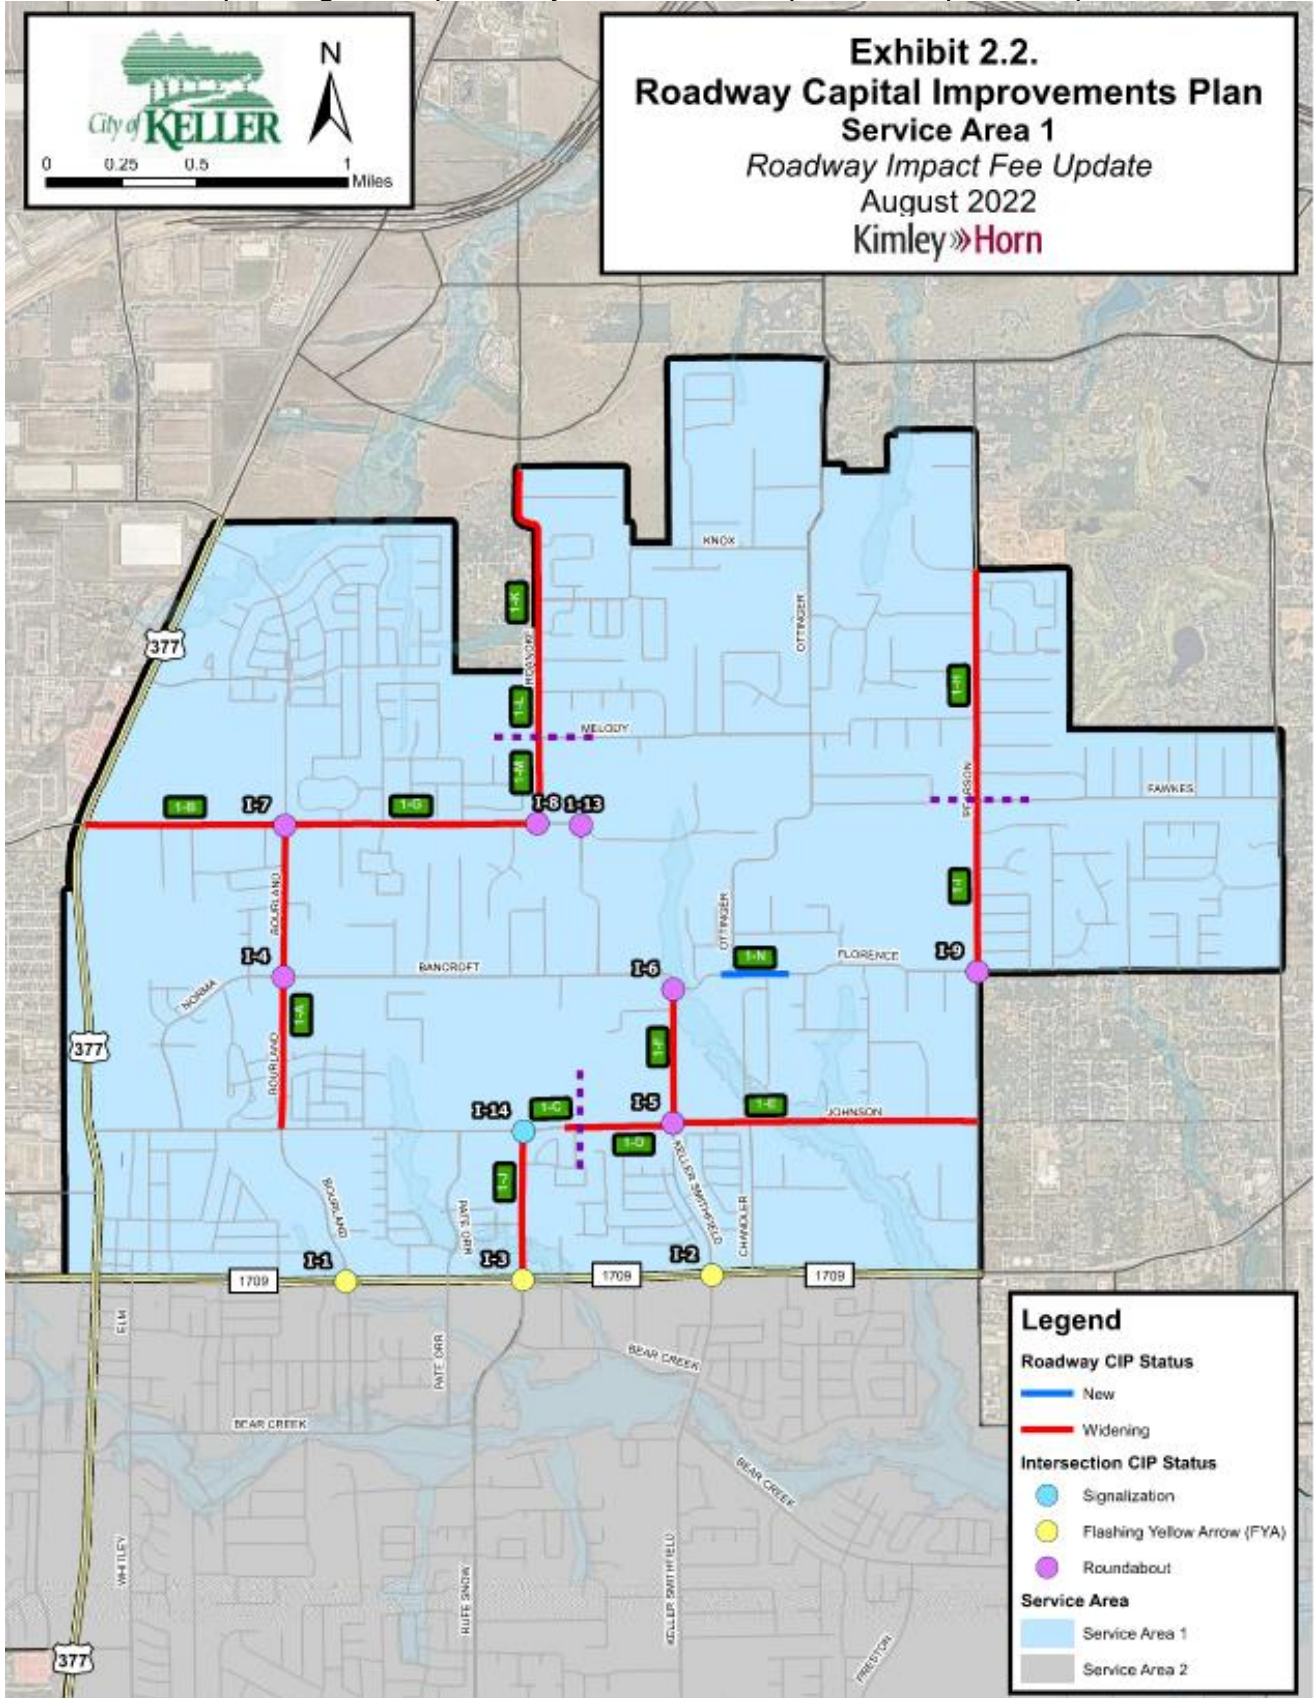 City of KELLER
N
0 0.25 0.5 1
Miles
Exhibit 2.2.
Roadway Capital Improvements Plan
Service Area 1
Roadway Impact Fee Update
August 2022
Kimley»Horn
KNOX
OTTINGER
377
1-K
ROANOKE
1-H
1-L
MELODY
1-M
PEARSON
FAWKES
1-B
I-7
1-G
I-8
1-13
BOURLAND
1-I
OTTINGER
I-4
BANCROFT
I-6
1-N
FLORENCE
I-9
NORMA
1-A
377
BOURLAND
1-F
I-14
1-C
I-5
1-E
JOHNSON
1-D
1-J
KELLER SMITHFIELD
BOURLAND
PATE ORR
CHANDLER
I-1
I-3
I-2
1709
1709
1709
ELM
PATE ORR
BEAR CREEK
BEAR CREEK
BEAR CREEK
WHITLEY
RUFE SNOW
KELLER SMITHFIELD
PRESTON
377
Legend
Roadway CIP Status
New
Widening
Intersection CIP Status
Signalization
Flashing Yellow Arrow (FYA)
Roundabout
Service Area
Service Area 1
Service Area 2